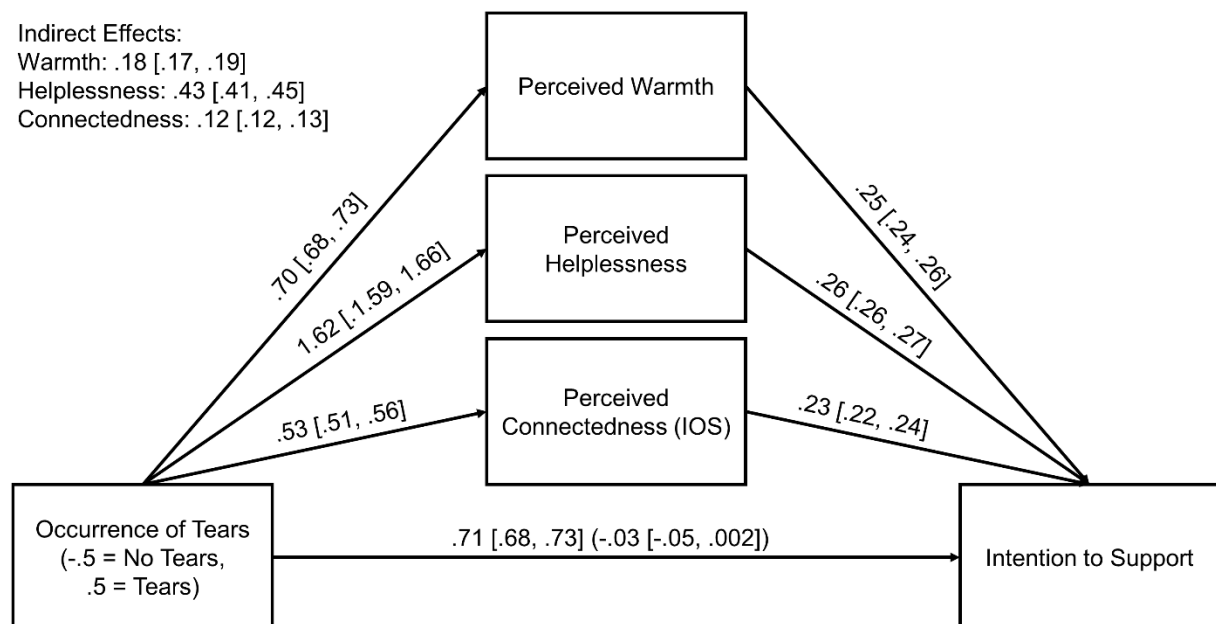 Indirect Effects:
Warmth: .18 [.17, .19]
Helplessness: .43 [.41, .45]
Connectedness: .12 [.12, .13]
Perceived Warmth
.70 [.68, .73]
.25 [.24, .26]
Perceived
Helplessness
1.62 [.1.59, 1.66]
.26 [.26, .27]
Perceived
Connectedness (IOS)
.53 [.51, .56]
.23 [.22, .24]
Occurrence of Tears
(-.5 = No Tears,
.5 = Tears)
.71 [.68, .73] (-.03 [-.05, .002])
Intention to Support